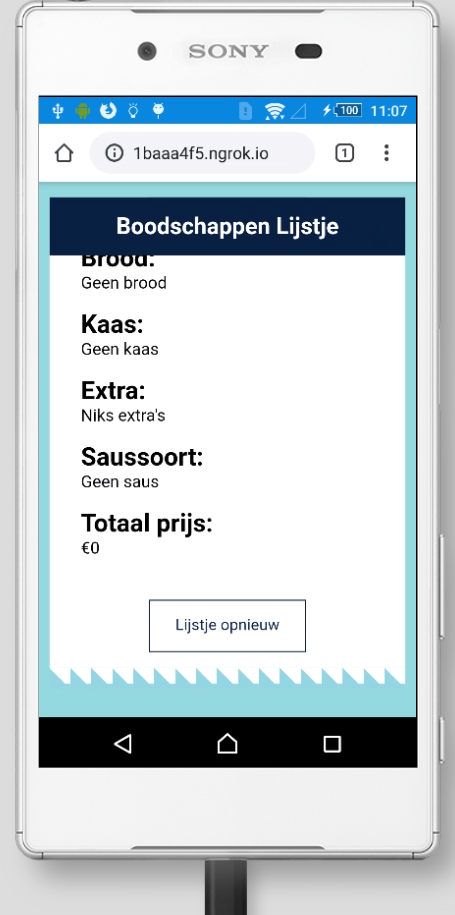 SONY
100 11:07
1baaa4f5.ngrok.io
1
Boodschappen Lijstje
Brood:
Geen brood
Kaas:
Geen kaas
Extra:
Niks extra's
Saussoort:
Geen saus
Totaal prijs:
€0
Lijstje opnieuw